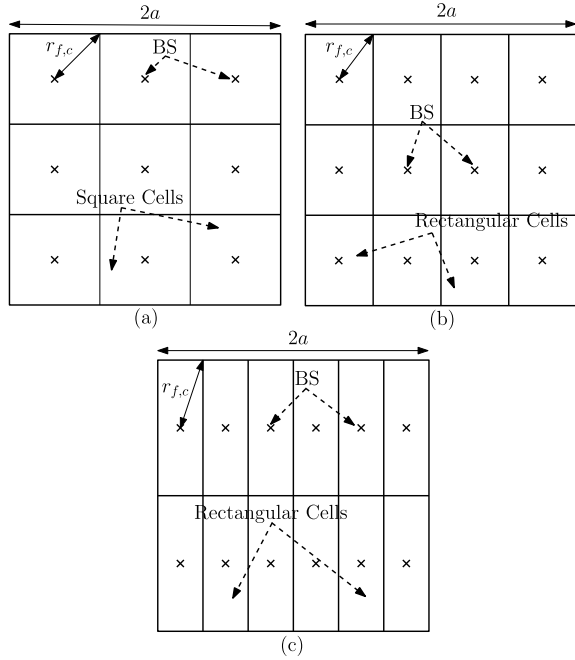 2a
r_{f,c}
BS
Square Cells
(a)
2a
r_{f,c}
BS
Rectangular Cells
(b)
2a
r_{f,c}
BS
Rectangular Cells
(c)